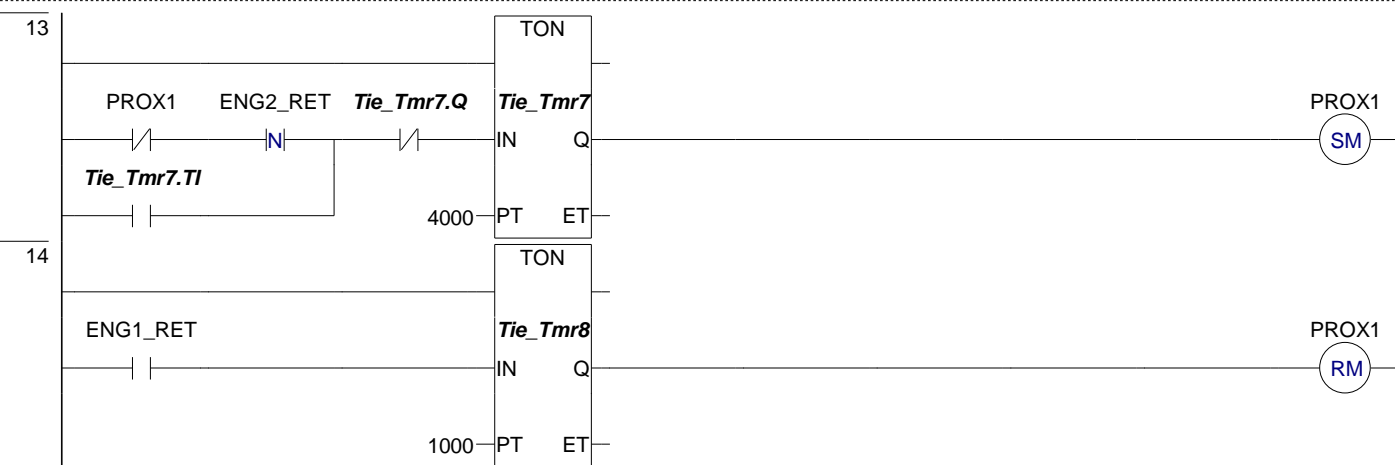 13
TON
PROX1 ENG2_RET Tie_Tmr7.Q Tie_Tmr7 PROX1
N IN Q SM
Tie_Tmr7.TI
4000 PT ET
14
TON
ENG1_RET Tie_Tmr8 PROX1
IN Q RM
1000 PT ET